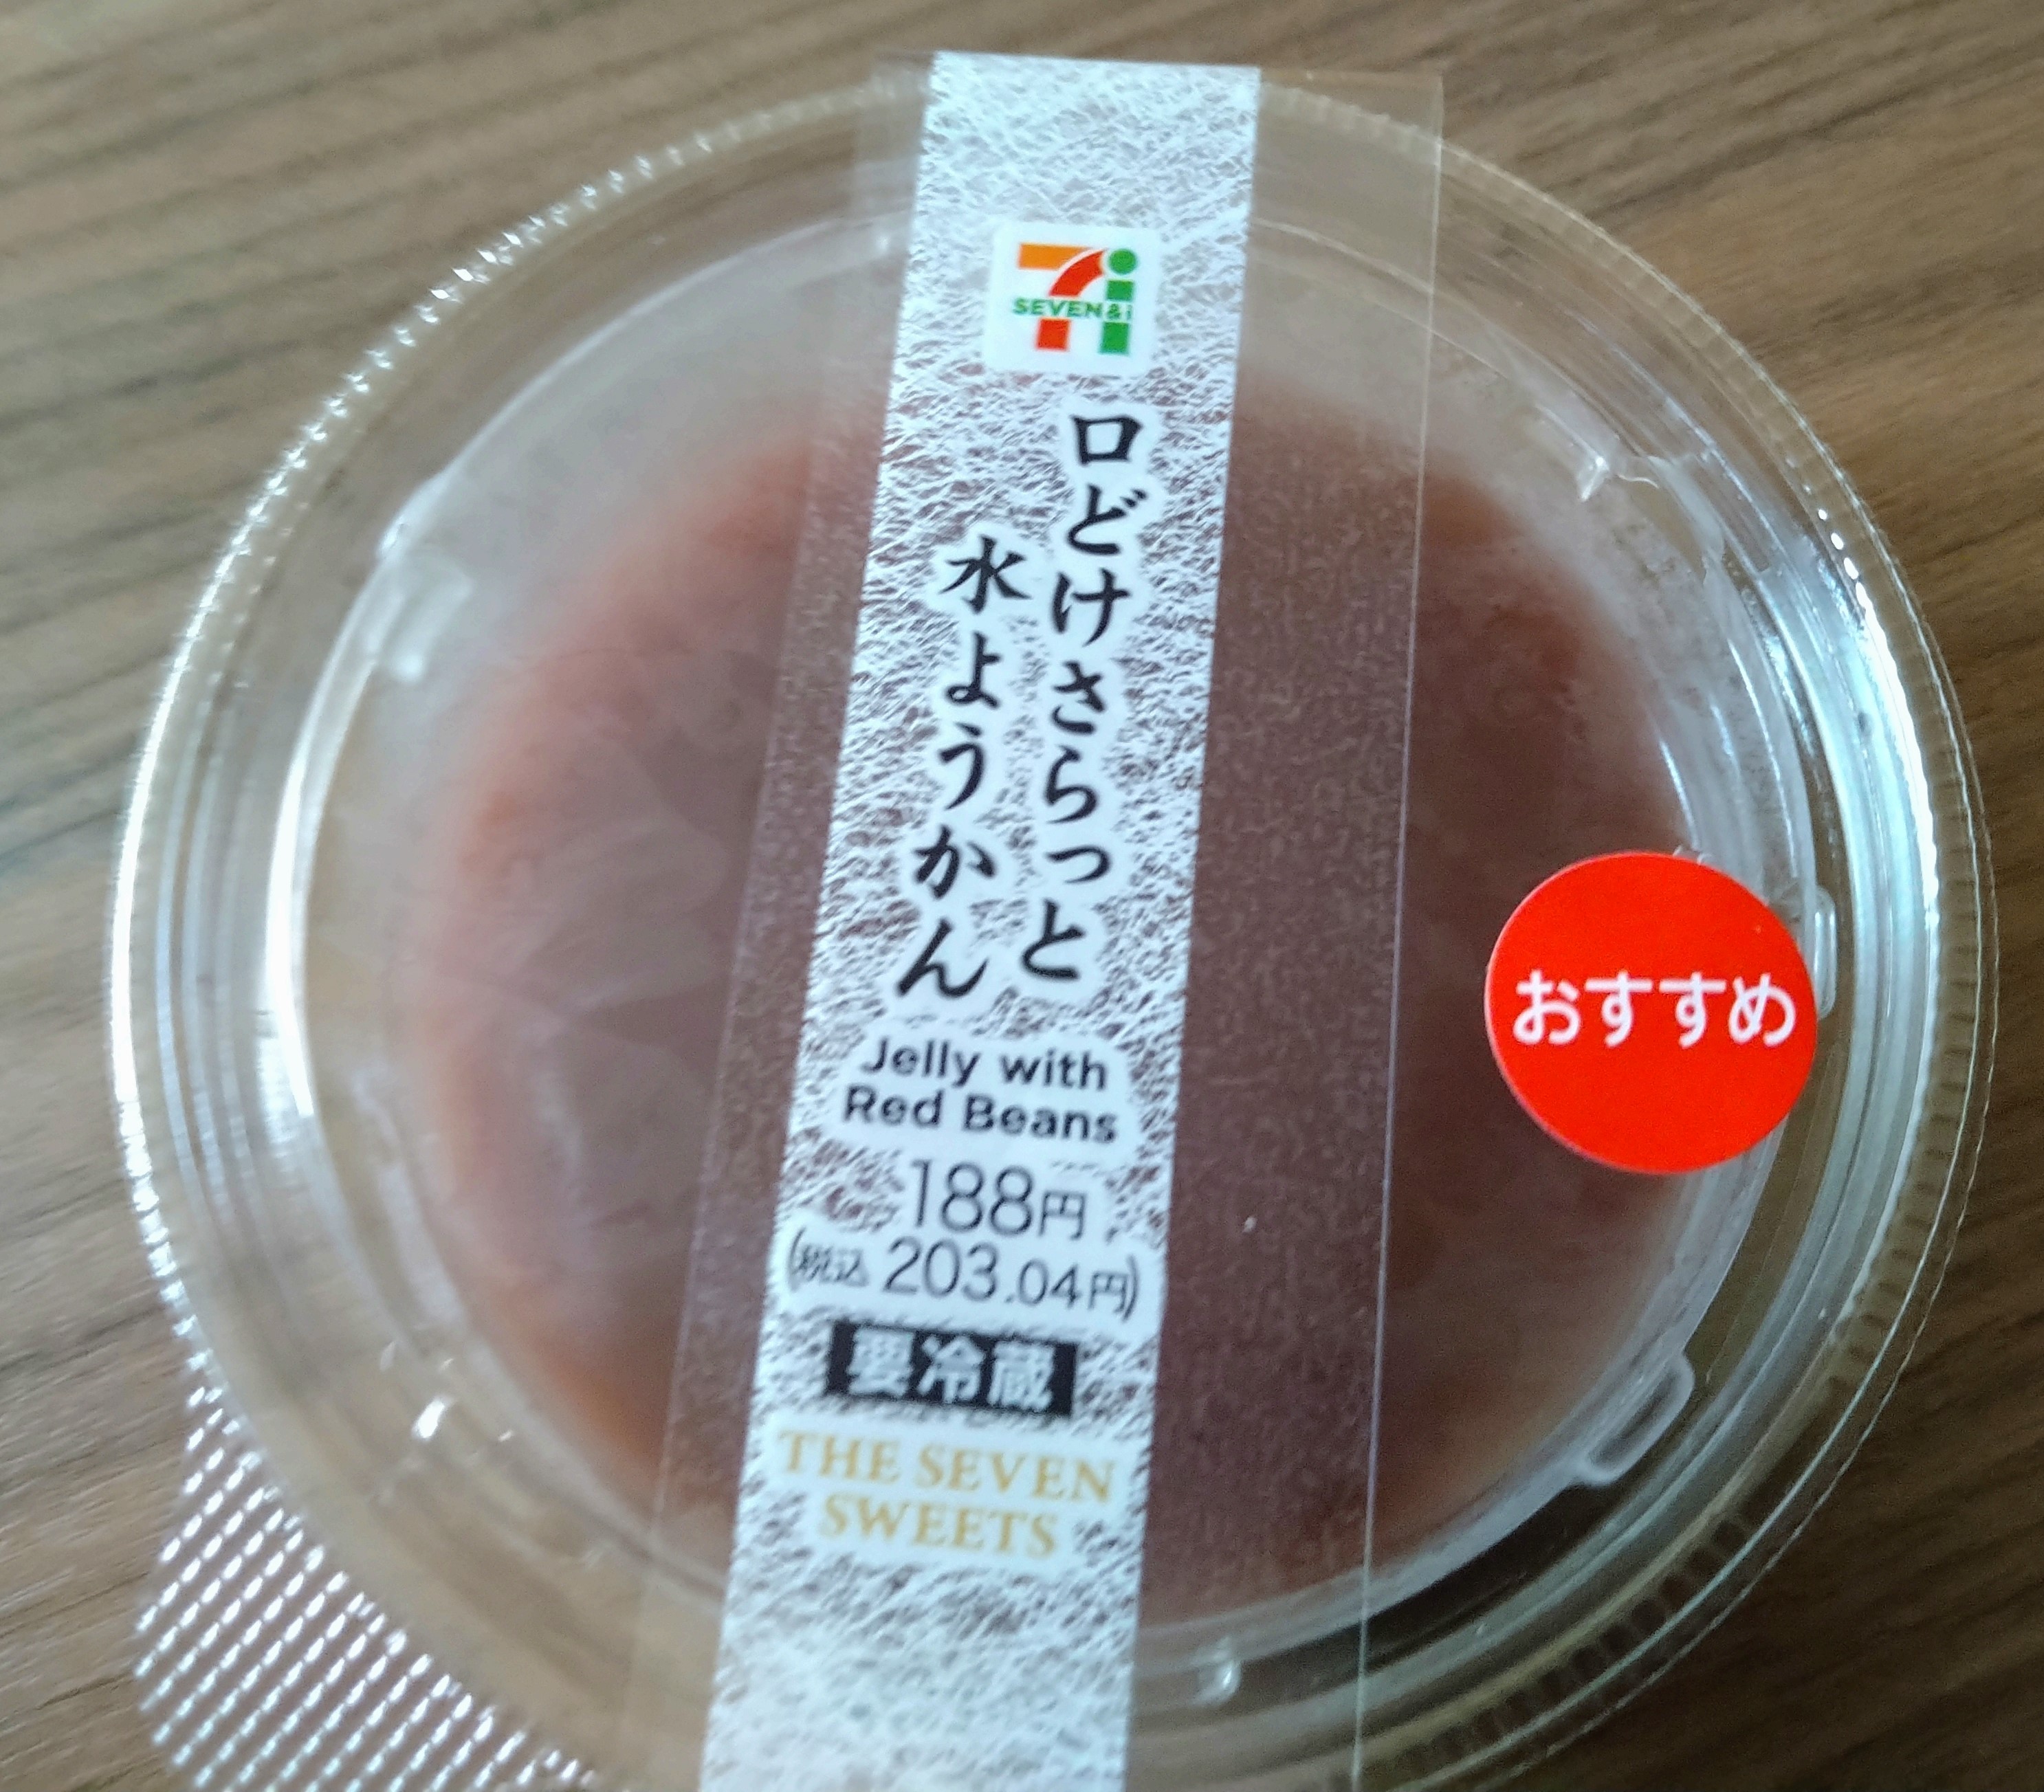 SEVEN&i
口どけさらっと
水ようかん
Jelly with
Red Beans
188円
(税込 203.04円)
要冷蔵
THE SEVEN
SWEETS
おすすめ